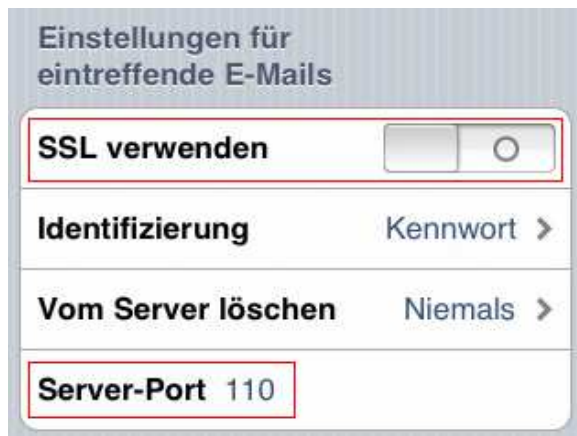 Einstellungen für
eintreffende E-Mails
SSL verwenden
Identifizierung Kennwort
Vom Server löschen Niemals
Server-Port 110